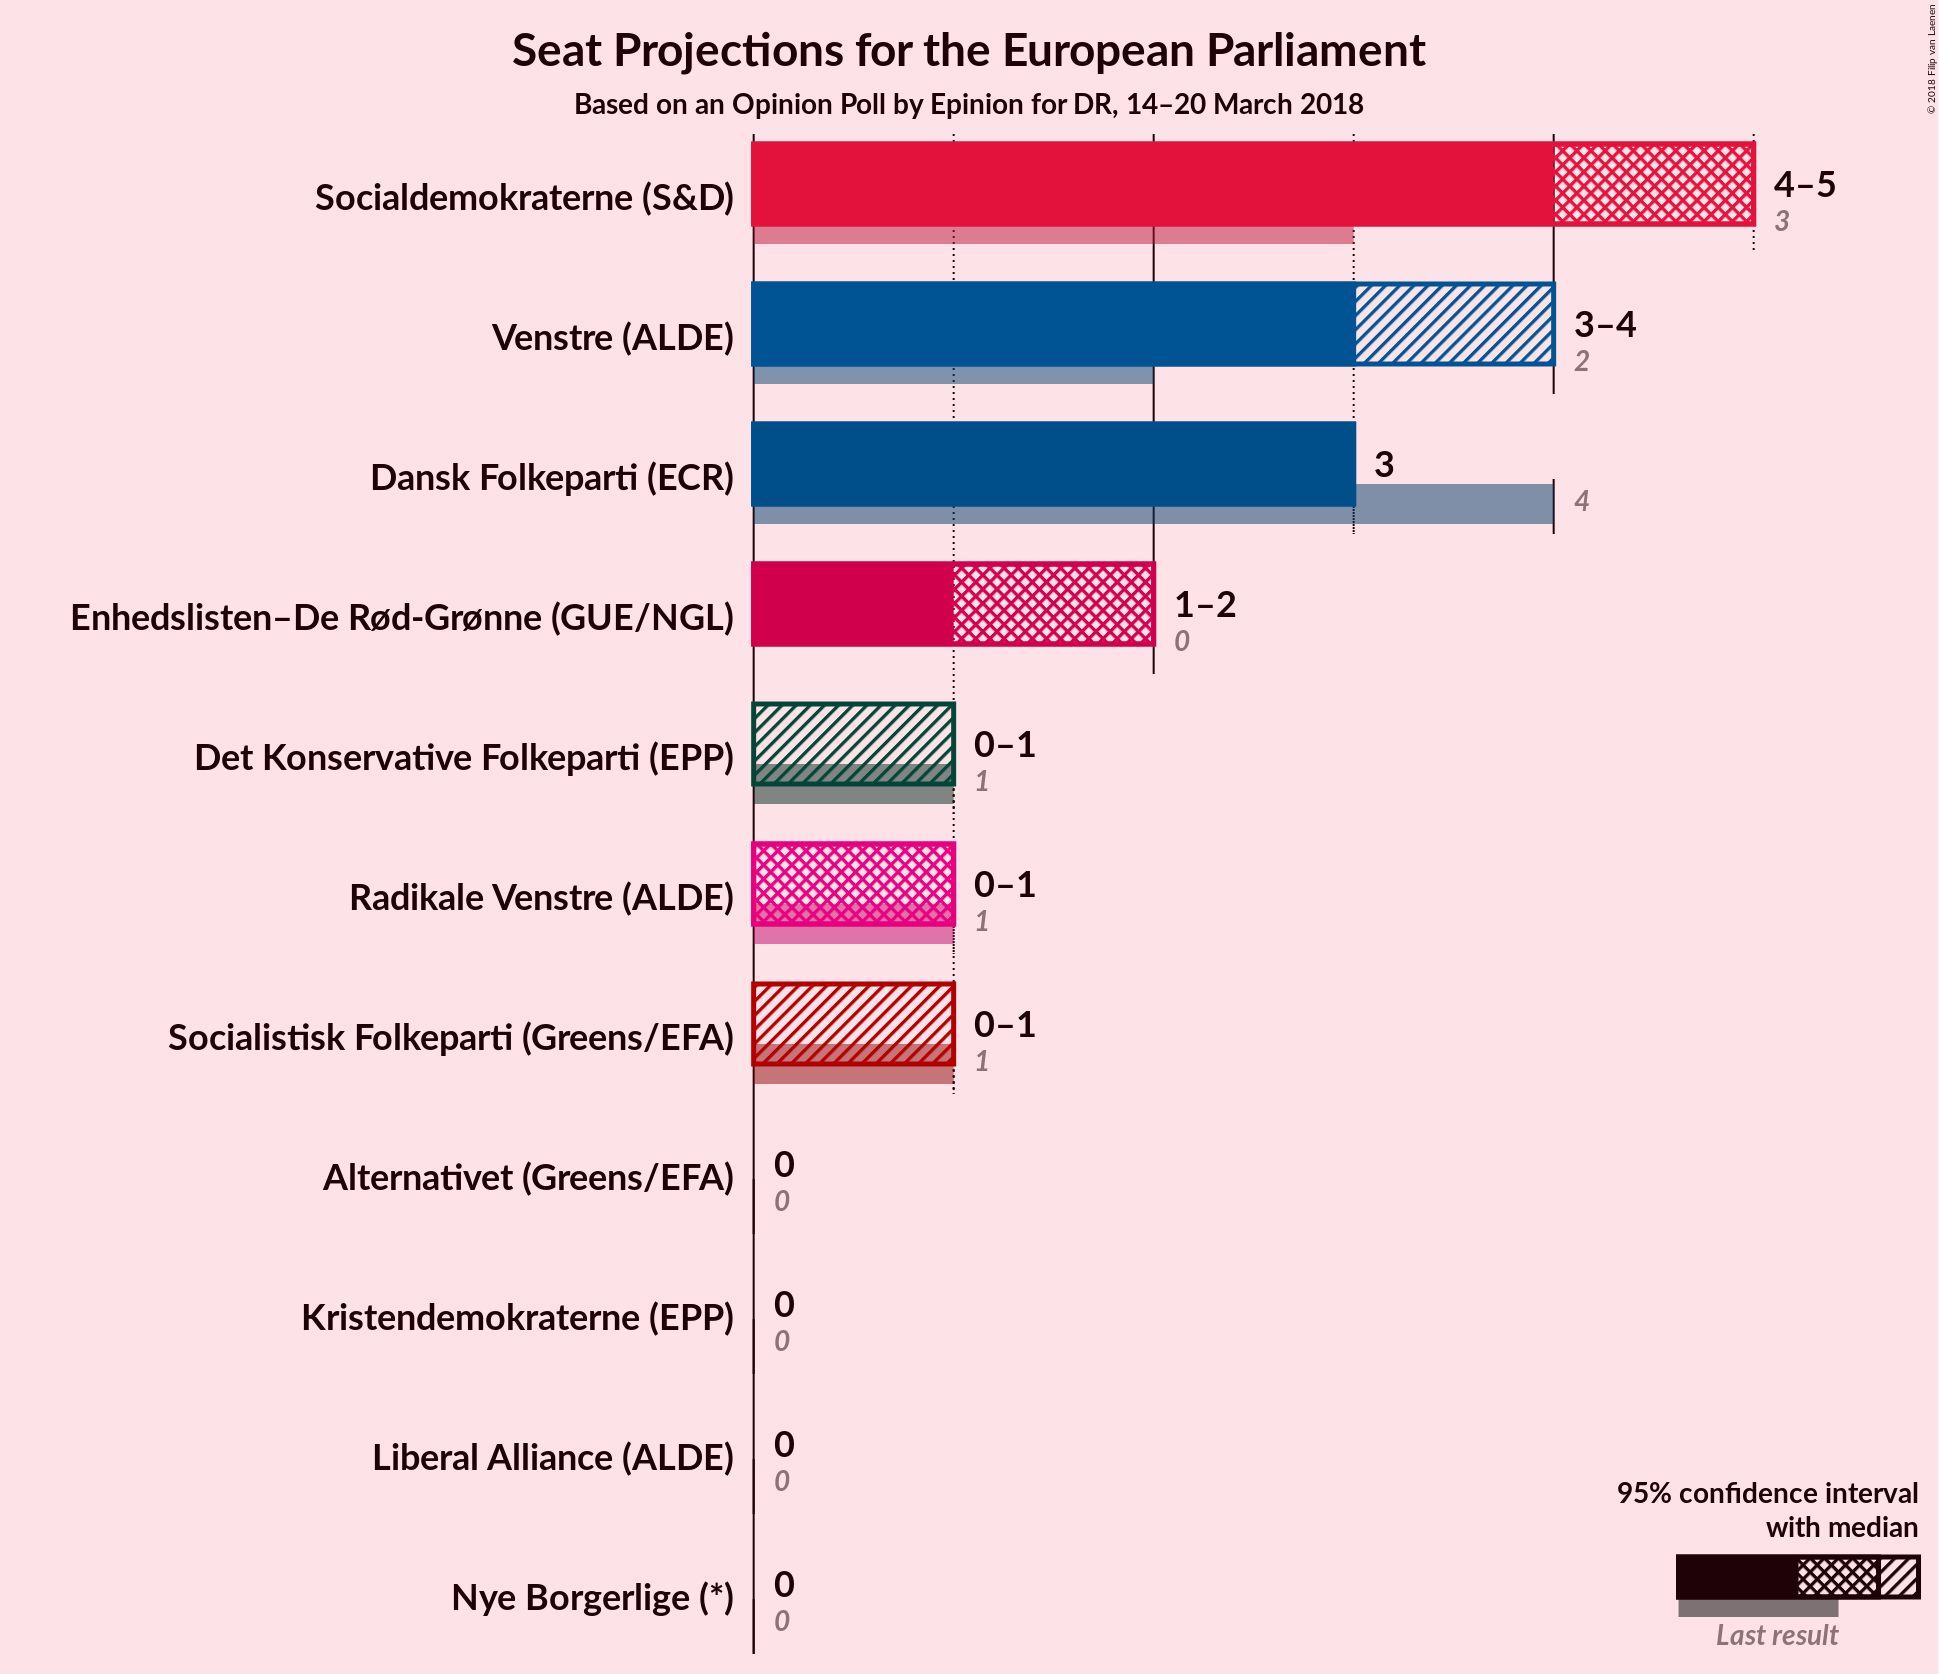 Seat Projections for the European Parliament
Based on an Opinion Poll by Epinion for DR, 14–20 March 2018
© 2018 Filip van Laenen
Socialdemokraterne (S&D)
4–5
3
Venstre (ALDE)
3–4
2
Dansk Folkeparti (ECR)
3
4
Enhedslisten–De Rød-Grønne (GUE/NGL)
1–2
0
Det Konservative Folkeparti (EPP)
0–1
1
Radikale Venstre (ALDE)
0–1
1
Socialistisk Folkeparti (Greens/EFA)
0–1
1
Alternativet (Greens/EFA)
0
0
Kristendemokraterne (EPP)
0
0
Liberal Alliance (ALDE)
0
0
Nye Borgerlige (*)
0
0
95% confidence interval
with median
Last result